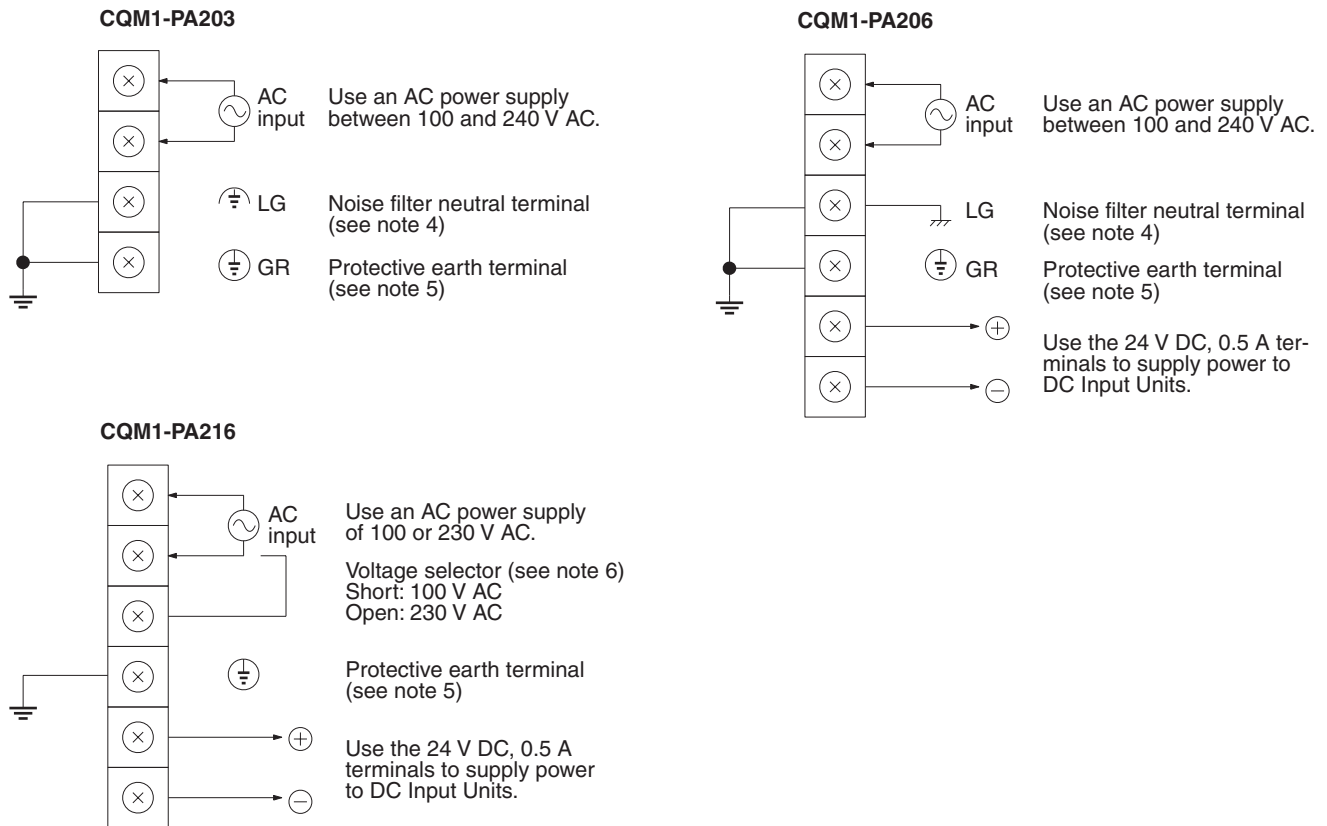 CQM1-PA203
AC
input
Use an AC power supply
between 100 and 240 V AC.
LG
Noise filter neutral terminal
(see note 4)
GR
Protective earth terminal
(see note 5)
CQM1-PA206
AC
input
Use an AC power supply
between 100 and 240 V AC.
LG
Noise filter neutral terminal
(see note 4)
GR
Protective earth terminal
(see note 5)
+
Use the 24 V DC, 0.5 A ter-
minals to supply power to
DC Input Units.
−
CQM1-PA216
AC
input
Use an AC power supply
of 100 or 230 V AC.
Voltage selector (see note 6)
Short: 100 V AC
Open: 230 V AC
Protective earth terminal
(see note 5)
+
Use the 24 V DC, 0.5 A
terminals to supply power
to DC Input Units.
−